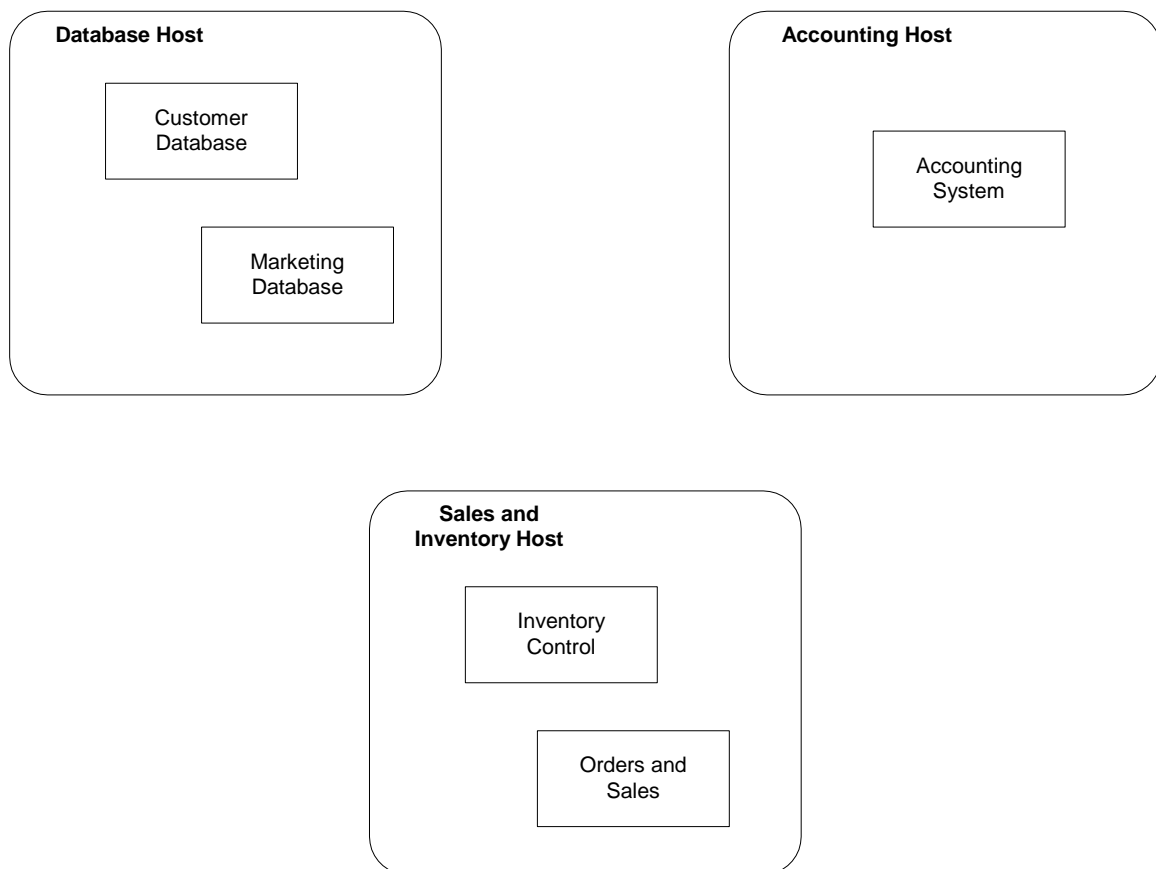 Database Host
Customer
Database
Marketing
Database
Accounting Host
Accounting
System
Sales and
Inventory Host
Inventory
Control
Orders and
Sales